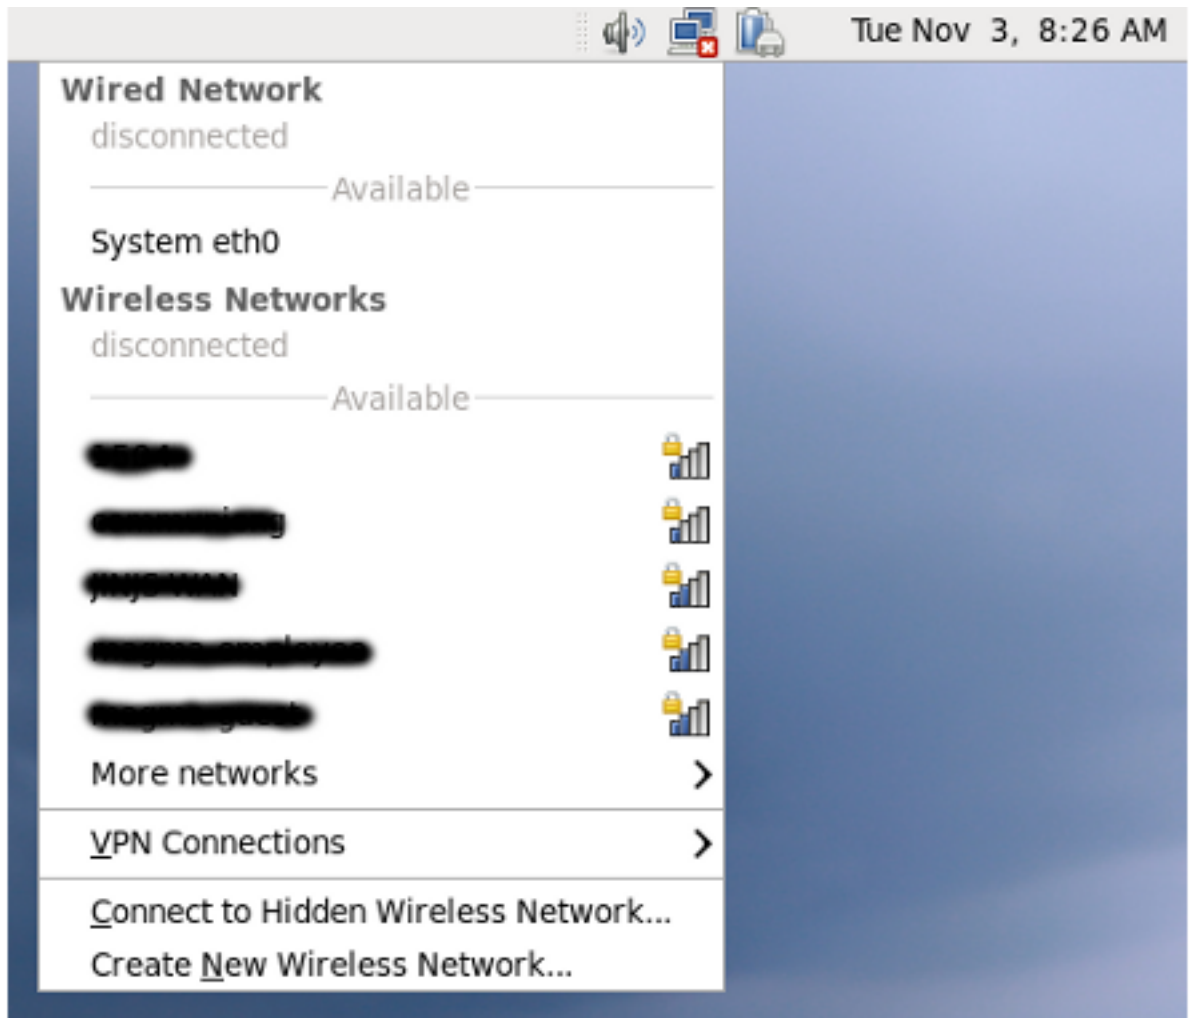 Tue Nov 3, 8:26 AM
Wired Network
disconnected
Available
System eth0
Wireless Networks
disconnected
Available
More networks
VPN Connections
Connect to Hidden Wireless Network...
Create New Wireless Network...